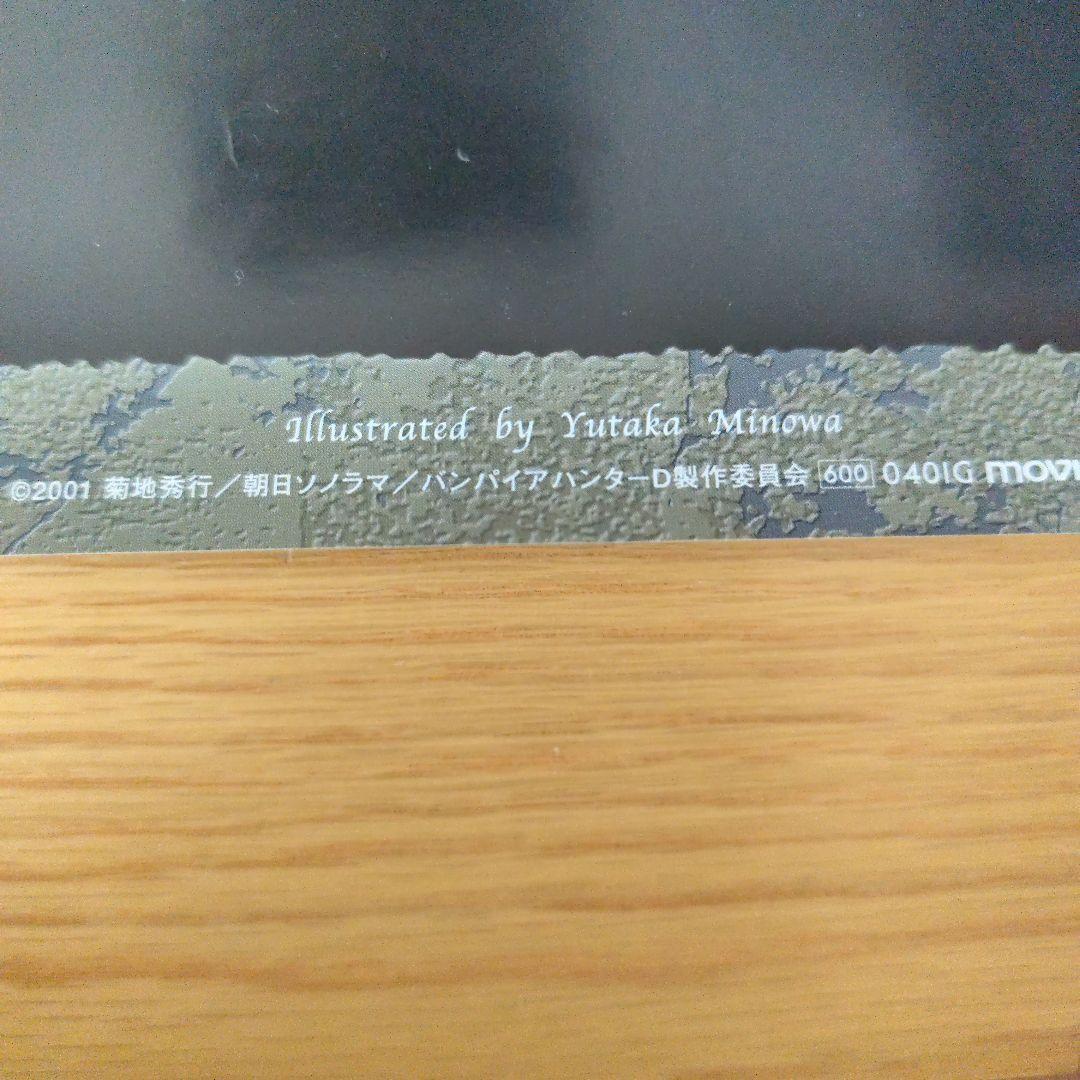 Illustrated by Yutaka Minowa
©2001 菊地秀行／朝日ソノラマ／バンパイアハンターD製作委員会 600 0401G